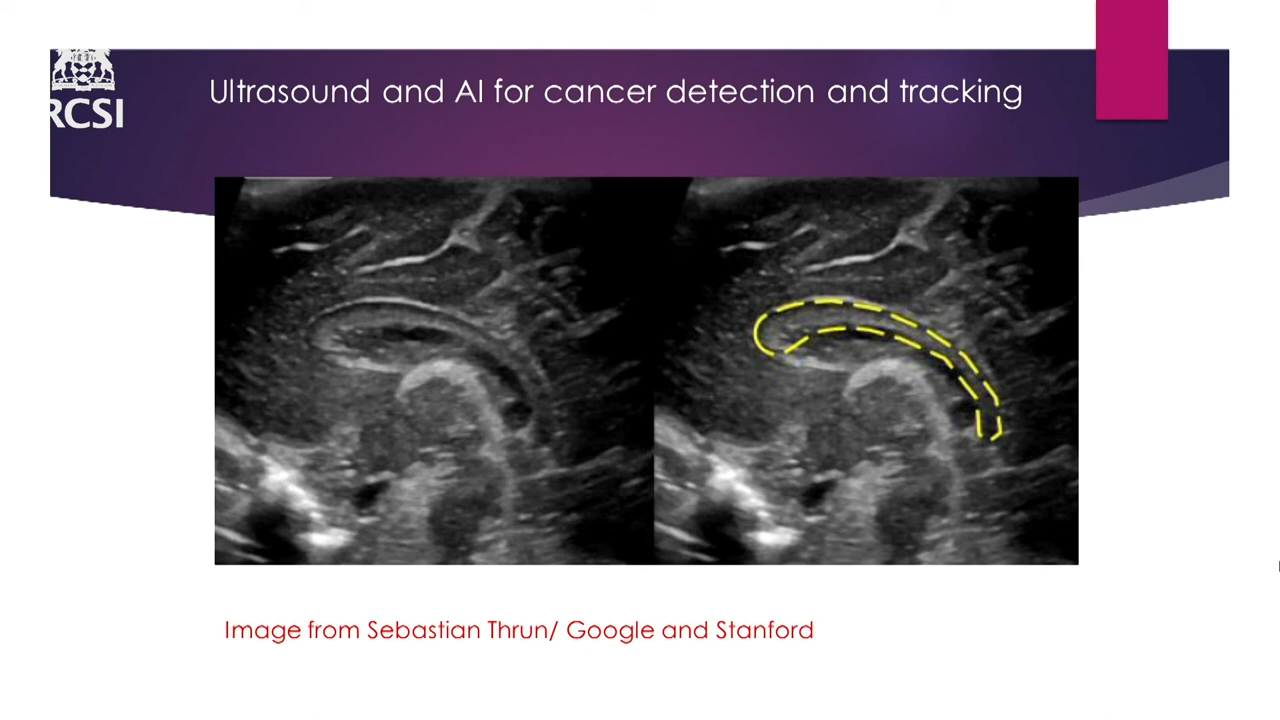 RCSI
Ultrasound and AI for cancer detection and tracking
Image from Sebastian Thrun/ Google and Stanford